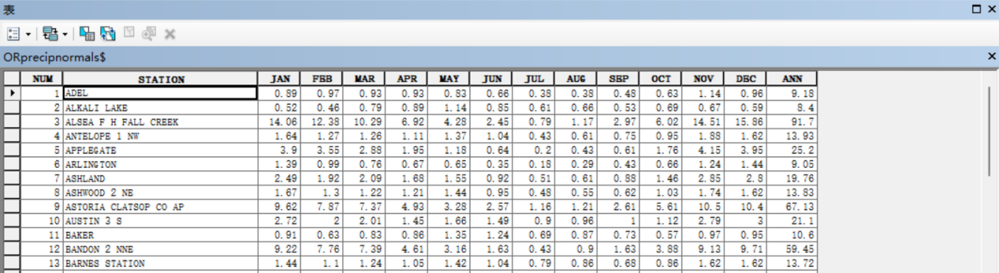 表
ORprecipnormals$
NUM STATION JAN FEB MAR APR MAY JUN JUL AUG SEP OCT NOV DEC ANN
1 ADEL 0.89 0.97 0.93 0.93 0.83 0.66 0.38 0.38 0.48 0.63 1.14 0.96 9.18
2 ALKALI LAKE 0.52 0.46 0.79 0.89 1.14 0.85 0.61 0.66 0.53 0.69 0.67 0.59 8.4
3 ALSEA F H FALL CREEK 14.06 12.38 10.29 6.92 4.28 2.45 0.79 1.17 2.97 6.02 14.51 15.86 91.7
4 ANTELOPE 1 NW 1.64 1.27 1.26 1.11 1.37 1.04 0.43 0.61 0.75 0.95 1.88 1.62 13.93
5 APPLEGATE 3.9 3.55 2.88 1.95 1.18 0.64 0.2 0.43 0.61 1.76 4.15 3.95 25.2
6 ARLINGTON 1.39 0.99 0.76 0.67 0.65 0.35 0.18 0.29 0.43 0.66 1.24 1.44 9.05
7 ASHLAND 2.49 1.92 2.09 1.68 1.55 0.92 0.51 0.61 0.88 1.46 2.85 2.8 19.76
8 ASHWOOD 2 NE 1.67 1.3 1.22 1.21 1.44 0.95 0.48 0.55 0.62 1.03 1.74 1.62 13.83
9 ASTORIA CLATSOP CO AP 9.62 7.87 7.37 4.93 3.28 2.57 1.16 1.21 2.61 5.61 10.5 10.4 67.13
10 AUSTIN 3 S 2.72 2 2.01 1.45 1.66 1.49 0.9 0.96 1 1.12 2.79 3 21.1
11 BAKER 0.91 0.63 0.83 0.86 1.35 1.24 0.69 0.87 0.73 0.57 0.97 0.95 10.6
12 BANDON 2 NNE 9.22 7.76 7.39 4.61 3.16 1.63 0.43 0.9 1.63 3.88 9.13 9.71 59.45
13 BARNES STATION 1.44 1.1 1.24 1.05 1.42 1.04 0.79 0.86 0.68 0.86 1.62 1.62 13.72